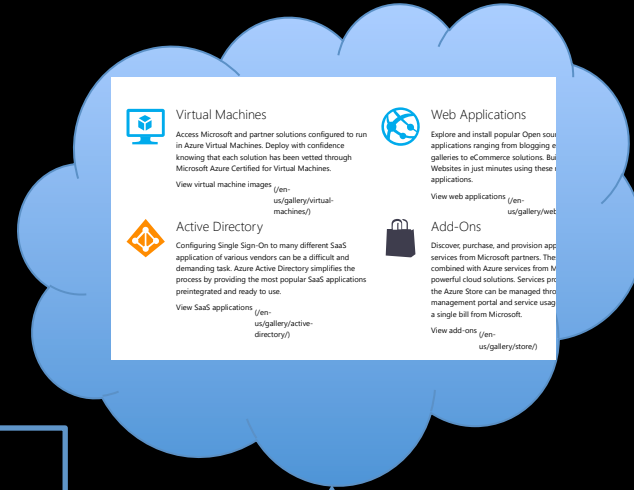 Virtual Machines
Access Microsoft and partner solutions configured to run
in Azure Virtual Machines. Deploy with confidence
knowing that each solution has been vetted through
Microsoft Azure Certified for Virtual Machines.
View virtual machine images (/en-
us/gallery/virtual-
machines/)
Web Applications
Explore and install popular Open sour
applications ranging from blogging e
galleries to eCommerce solutions. Bu
Websites in just minutes using these
applications.
View web applications (/en-
us/gallery/web
Active Directory
Configuring Single Sign-On to many different SaaS
application of various vendors can be a difficult and
demanding task. Azure Active Directory simplifies the
process by providing the most popular SaaS applications
preintegrated and ready to use.
View SaaS applications (/en-
us/gallery/active-
directory/)
Add-Ons
Discover, purchase, and provision app
services from Microsoft partners. The
combined with Azure services from M
powerful cloud solutions. Services pro
the Azure Store can be managed thro
management portal and service usag
a single bill from Microsoft.
View add-ons (/en-
us/gallery/store/)